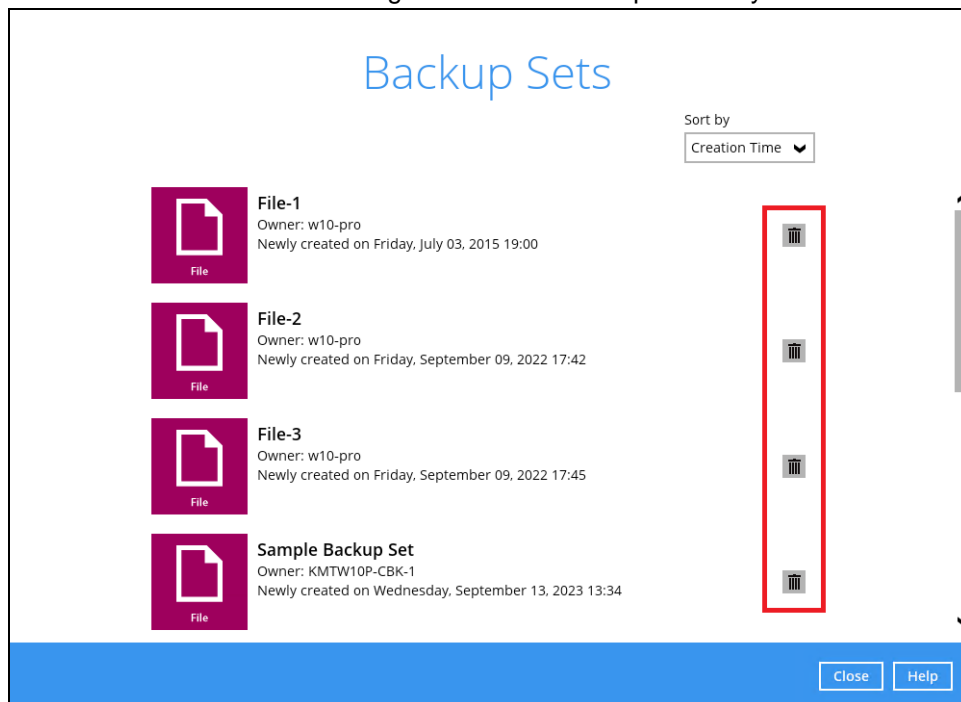 Backup Sets
Sort by
Creation Time
File-1
Owner: w10-pro
Newly created on Friday, July 03, 2015 19:00
File
File-2
Owner: w10-pro
Newly created on Friday, September 09, 2022 17:42
File
File-3
Owner: w10-pro
Newly created on Friday, September 09, 2022 17:45
File
Sample Backup Set
Owner: KMTW10P-CBK-1
Newly created on Wednesday, September 13, 2023 13:34
File
Close Help